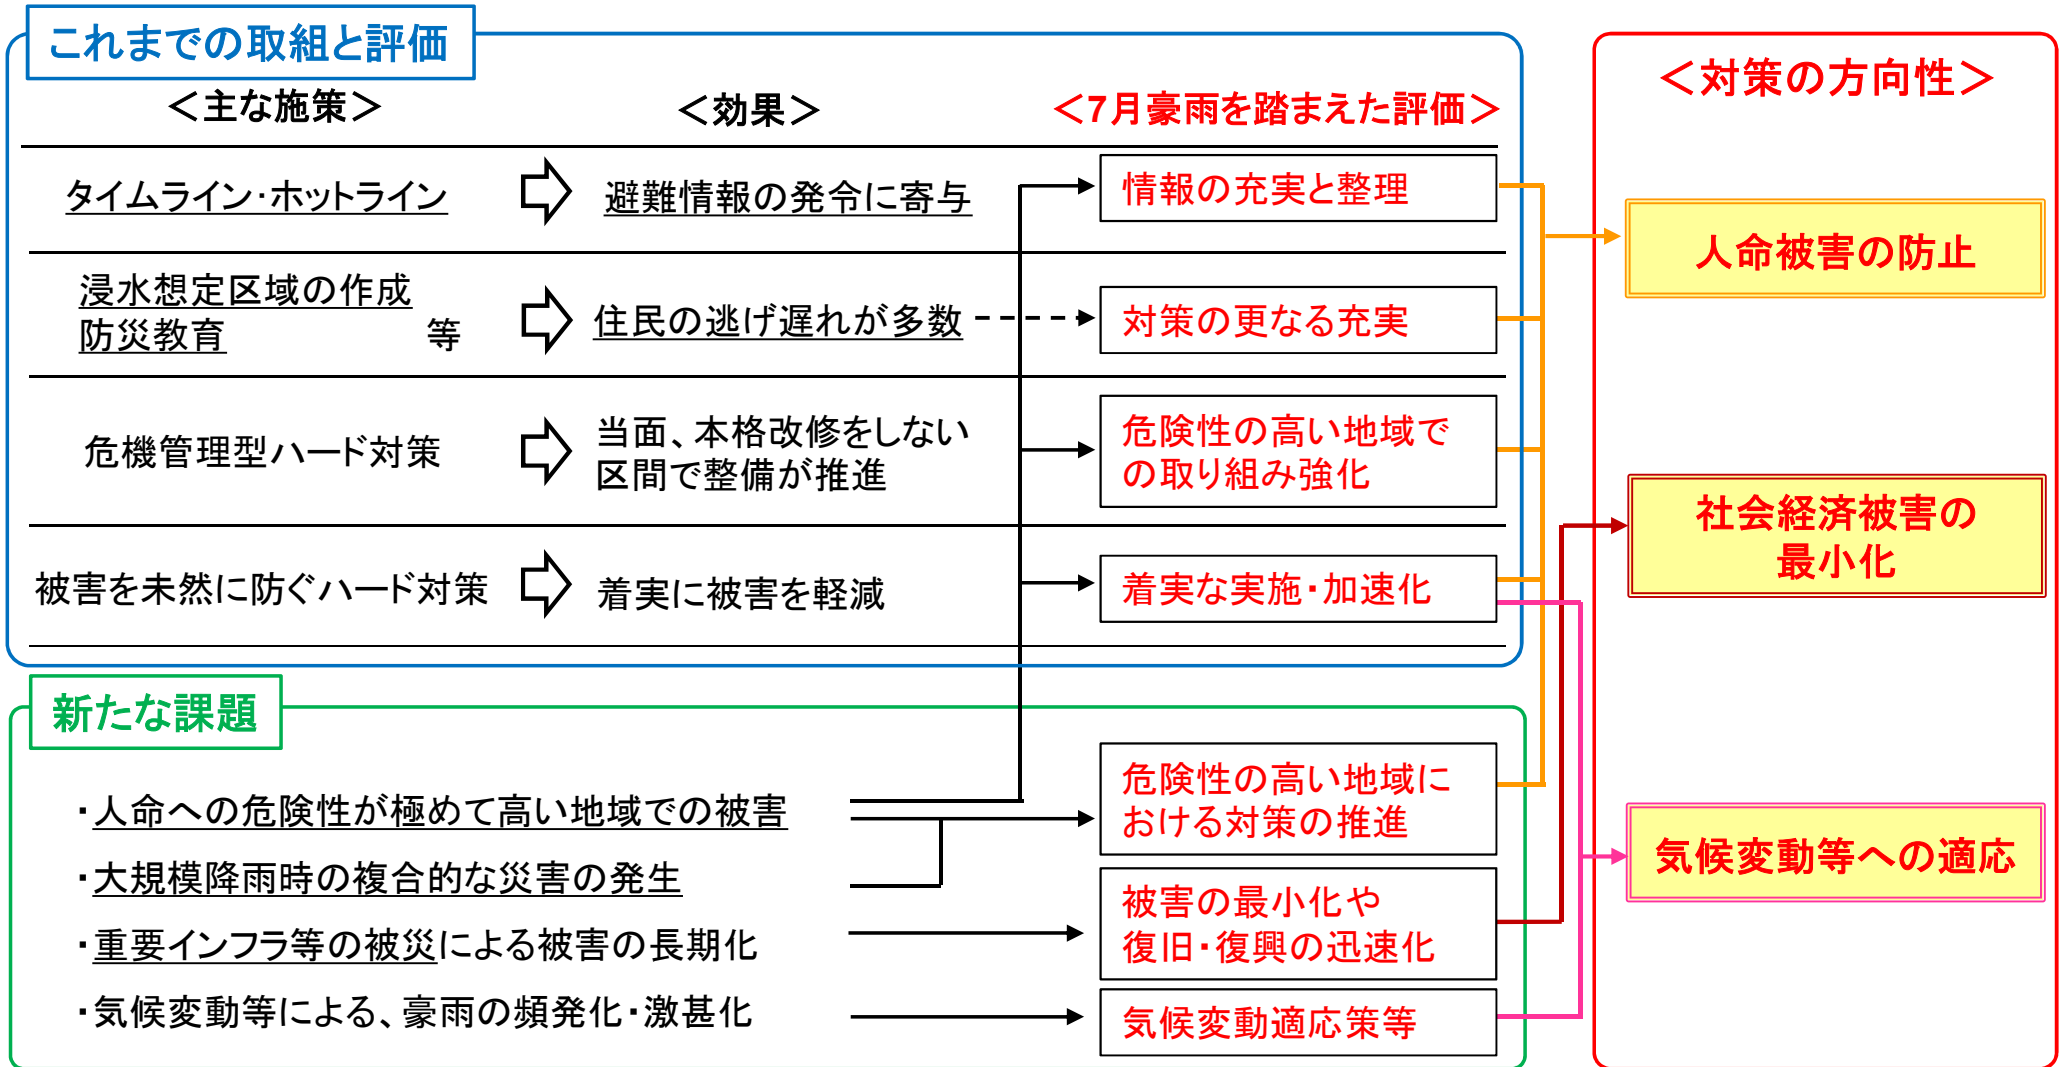 これまでの取組と評価
＜主な施策＞
＜効果＞
＜7月豪雨を踏まえた評価＞
タイムライン・ホットライン
避難情報の発令に寄与
情報の充実と整理
浸水想定区域の作成
防災教育 等
住民の逃げ遅れが多数
対策の更なる充実
危機管理型ハード対策
当面、本格改修をしない
区間で整備が推進
危険性の高い地域で
の取り組み強化
被害を未然に防ぐハード対策
着実に被害を軽減
着実な実施・加速化
新たな課題
・人命への危険性が極めて高い地域での被害
・大規模降雨時の複合的な災害の発生
・重要インフラ等の被災による被害の長期化
・気候変動等による、豪雨の頻発化・激甚化
危険性の高い地域に
おける対策の推進
被害の最小化や
復旧・復興の迅速化
気候変動適応策等
＜対策の方向性＞
人命被害の防止
社会経済被害の
最小化
気候変動等への適応